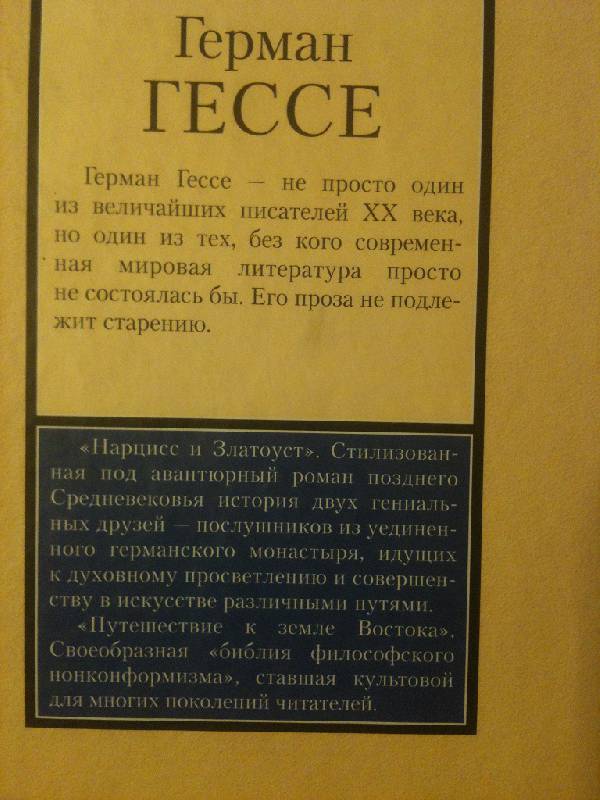 Герман
ГЕССЕ
Герман Гессе — не просто один
из величайших писателей XX века,
но один из тех, без кого современ-
ная мировая литература просто
не состоялась бы. Его проза не подле-
жит старению.
«Нарцисс и Златоуст». Стилизован-
ная под авантюрный роман позднего
Средневековья история двух гениаль-
ных друзей — послушников из уединен-
ного германского монастыря, идущих
к духовному просветлению и совершен-
ству в искусстве различными путями.
«Путешествие к земле Востока».
Своеобразная «библия философского
нонконформизма», ставшая культовой
для многих поколений читателей.